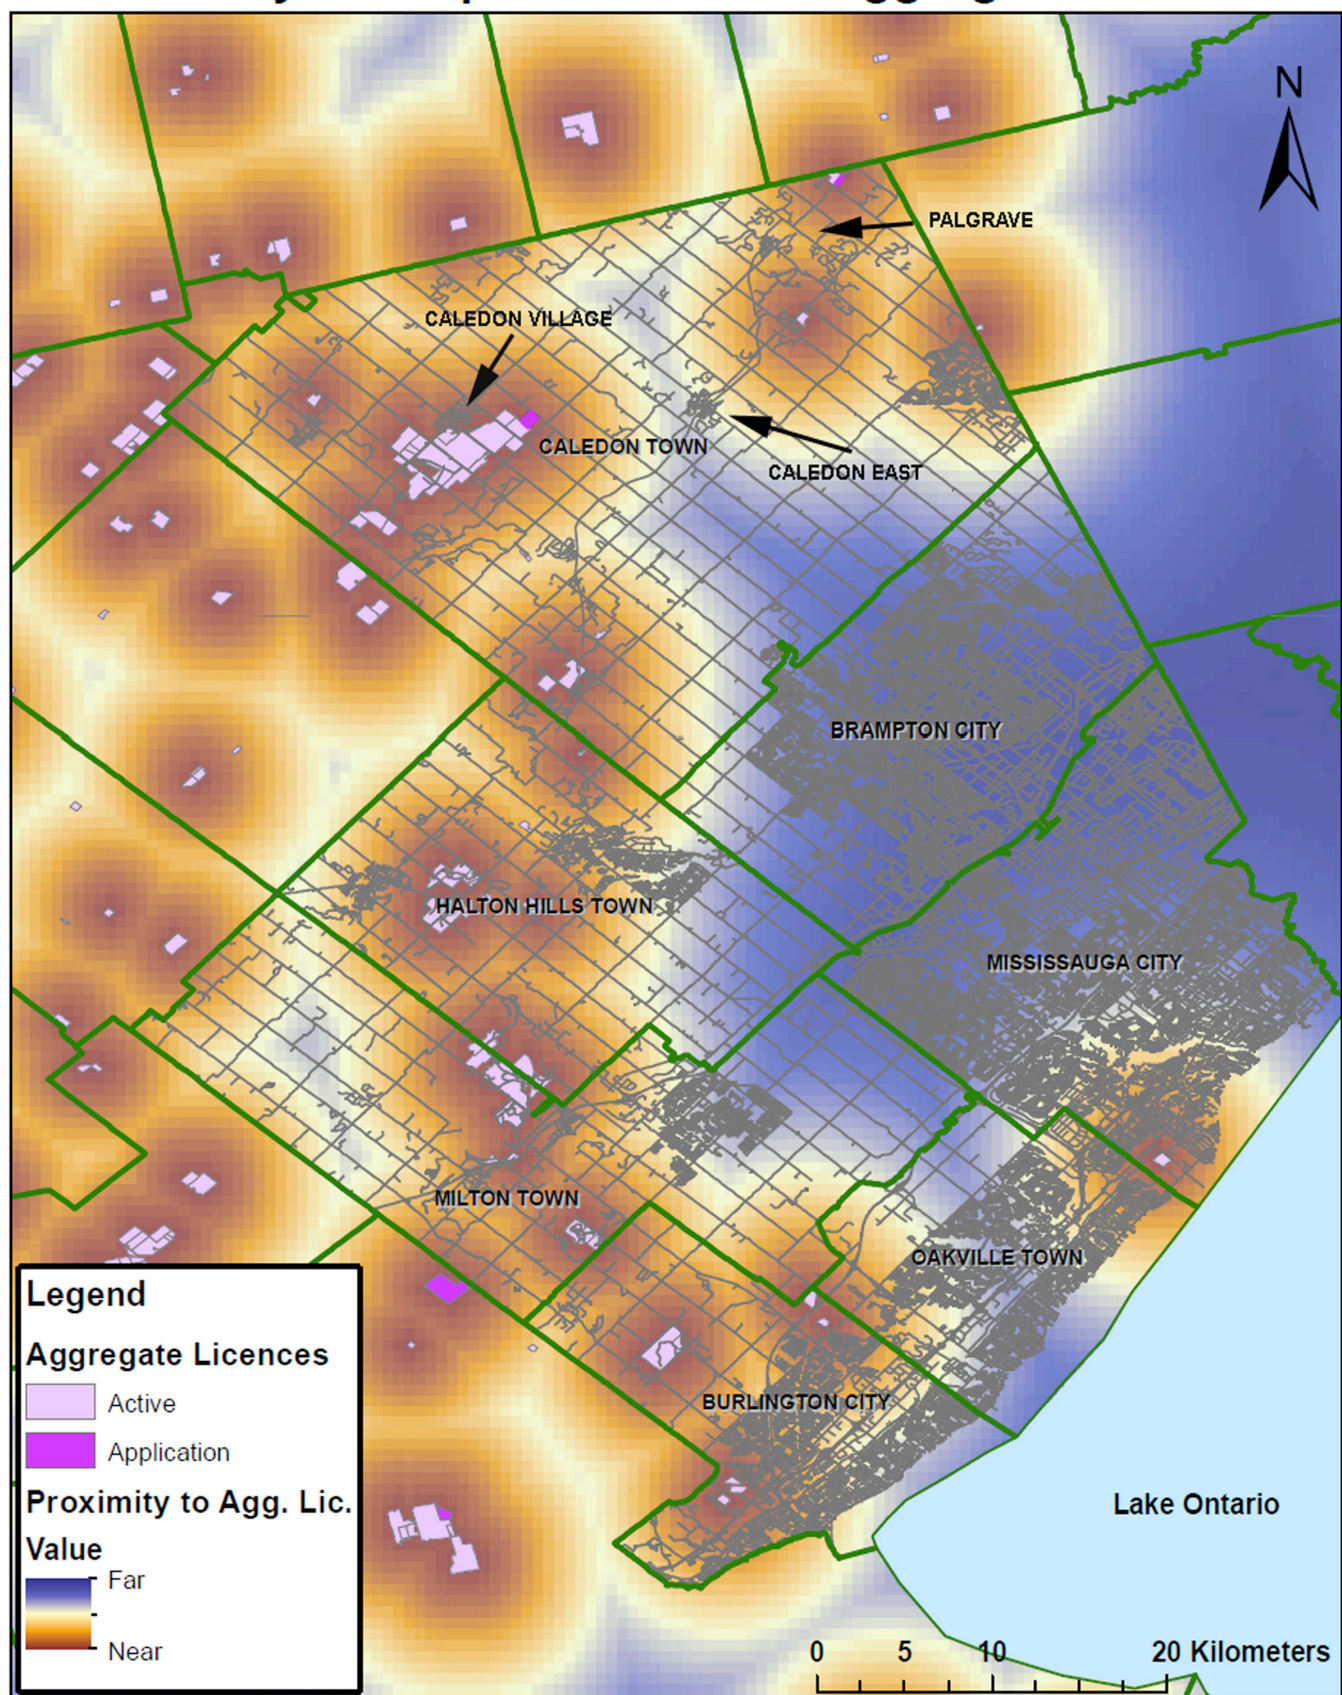 N
PALGRAVE
CALEDON VILLAGE
CALEDON TOWN
CALEDON EAST
BRAMPTON CITY
HALTON HILLS TOWN
MISSISSAUGA CITY
MILTON TOWN
OAKVILLE TOWN
BURLINGTON CITY
Legend
Aggregate Licences
Active
Application
Proximity to Agg. Lic.
Value
Far
Near
Lake Ontario
0 5 10 20 Kilometers